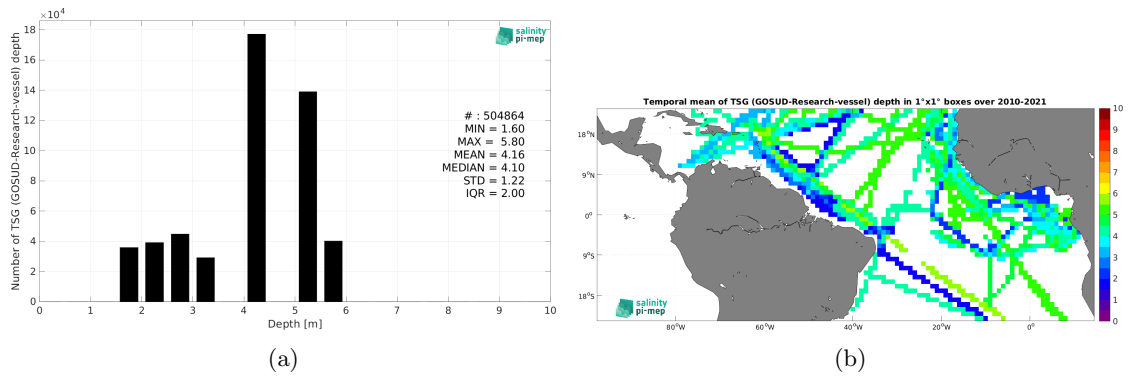 ×10⁴
18
16
14
12
10
8
6
4
2
0
Number of TSG (GOSUD-Research-vessel) depth
salinity
pi-mep
# : 504864
MIN = 1.60
MAX = 5.80
MEAN = 4.16
MEDIAN = 4.10
STD = 1.22
IQR = 2.00
0 1 2 3 4 5 6 7 8 9 10
Depth [m]
(a)
Temporal mean of TSG (GOSUD-Research-vessel) depth in 1°x1° boxes over 2010-2021
18°N
9°N
0°
9°S
18°S
80°W 60°W 40°W 20°W 0°
salinity
pi-mep
10
9
8
7
6
5
4
3
2
1
0
(b)